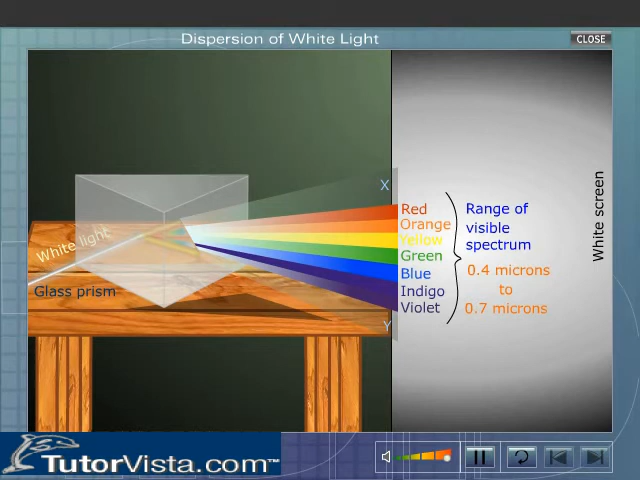 Dispersion of White Light
CLOSE
X
White light
Glass prism
Red
Orange
Yellow
Green
Blue
Indigo
Violet
Y
Range of
visible
spectrum
0.4 microns
to
0.7 microns
White screen
TutorVista.com™